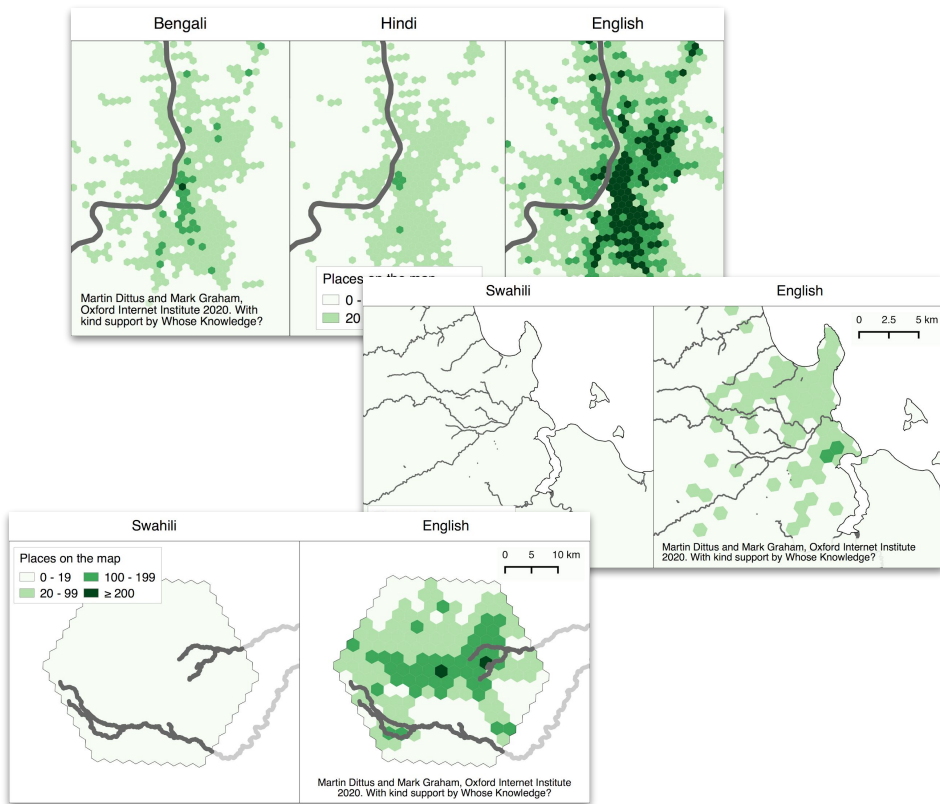 Bengali
Hindi
English
Martin Dittus and Mark Graham,
Oxford Internet Institute 2020. With
kind support by Whose Knowledge?
Places on the map
0 -
20
Swahili
English
0 2.5 5 km
Martin Dittus and Mark Graham, Oxford Internet Institute
2020. With kind support by Whose Knowledge?
Swahili
English
Places on the map
0 - 19
100 - 199
20 - 99
≥ 200
0 5 10 km
Martin Dittus and Mark Graham, Oxford Internet Institute
2020. With kind support by Whose Knowledge?